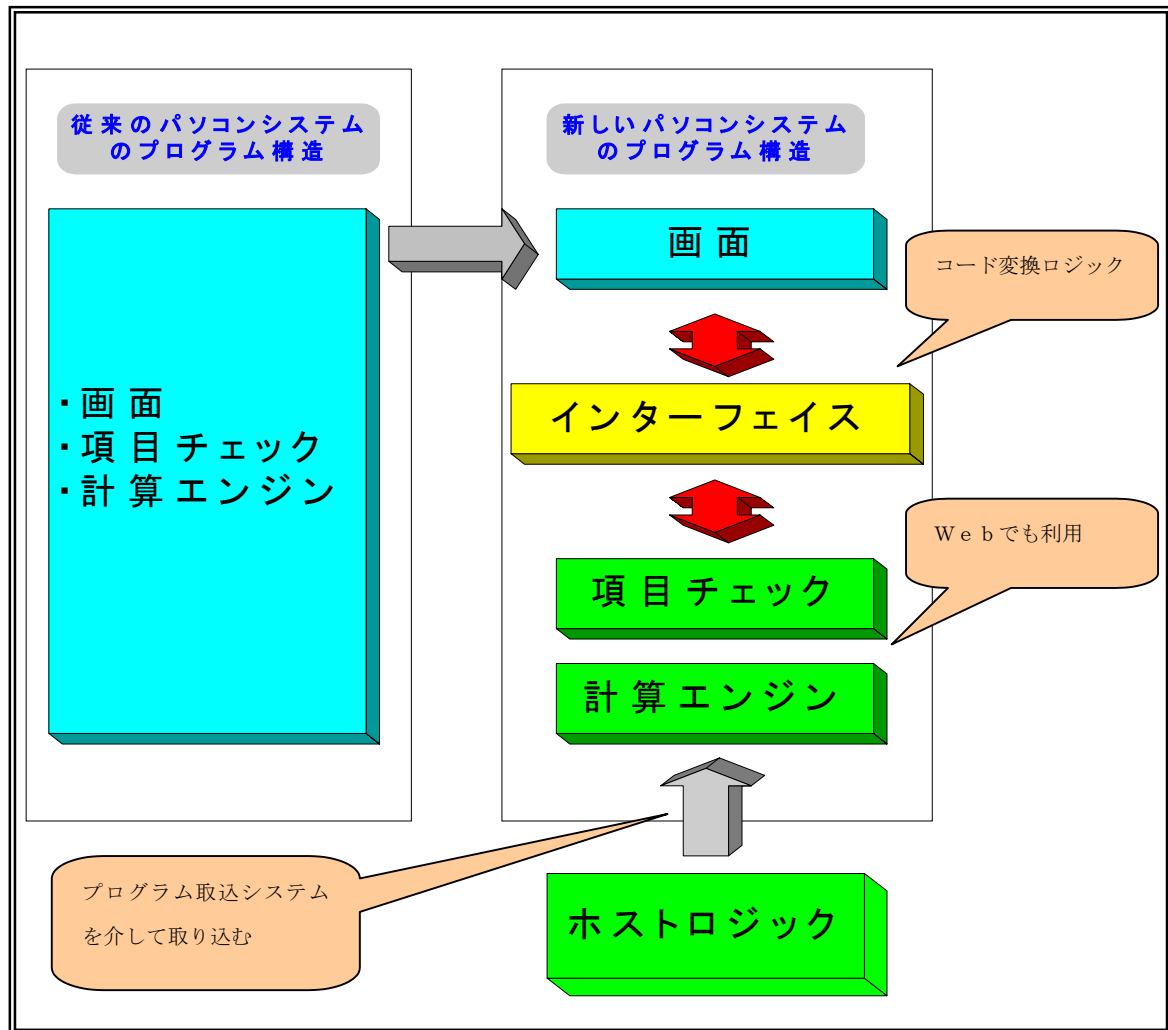 従来のパソコンシステム
のプログラム構造
・画面
・項目チェック
・計算エンジン
新しいパソコンシステム
のプログラム構造
画面
コード変換ロジック
インターフェイス
Ｗｅｂでも利用
項目チェック
計算エンジン
プログラム取込システム
を介して取り込む
ホストロジック